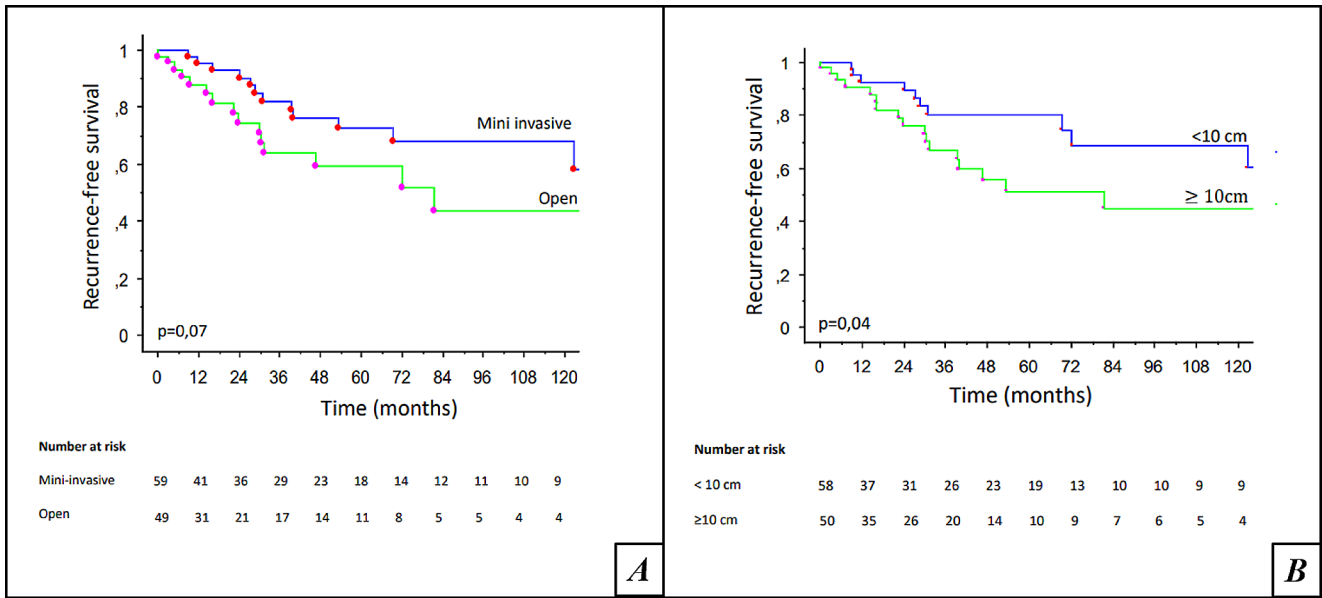 1
,8
,6
,4
,2
0
Recurrence-free survival
Mini invasive
Open
p=0,07
0 12 24 36 48 60 72 84 96 108 120
Time (months)
Number at risk
Mini-invasive 59 41 36 29 23 18 14 12 11 10 9
Open 49 31 21 17 14 11 8 5 5 4 4
A
1
,8
,6
,4
,2
0
Recurrence-free survival
<10 cm
≥ 10cm
p=0,04
0 12 24 36 48 60 72 84 96 108 120
Time (months)
Number at risk
< 10 cm 58 37 31 26 23 19 13 10 10 9 9
≥10 cm 50 35 26 20 14 10 9 7 6 5 4
B